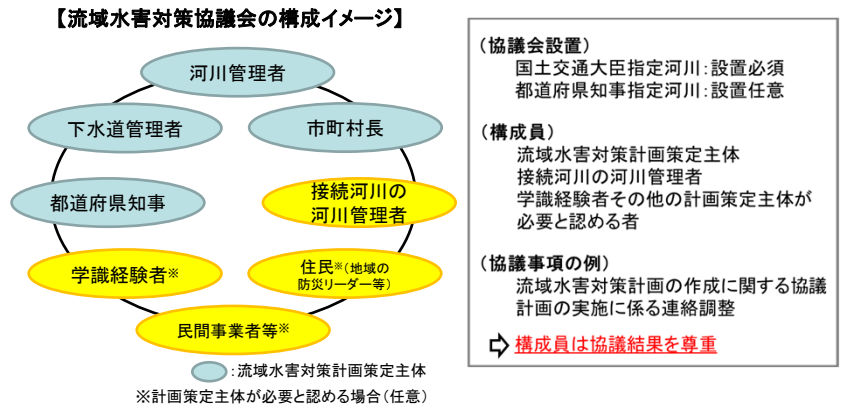 【流域水害対策協議会の構成イメージ】
河川管理者
下水道管理者
市町村長
都道府県知事
接続河川の
河川管理者
学識経験者※
住民※(地域の
防災リーダー等)
民間事業者等※
:流域水害対策計画策定主体
※計画策定主体が必要と認める場合(任意)
(協議会設置)
国土交通大臣指定河川:設置必須
都道府県知事指定河川:設置任意
(構成員)
流域水害対策計画策定主体
接続河川の河川管理者
学識経験者その他の計画策定主体が
必要と認める者
(協議事項の例)
流域水害対策計画の作成に関する協議
計画の実施に係る連絡調整
⇨ 構成員は協議結果を尊重